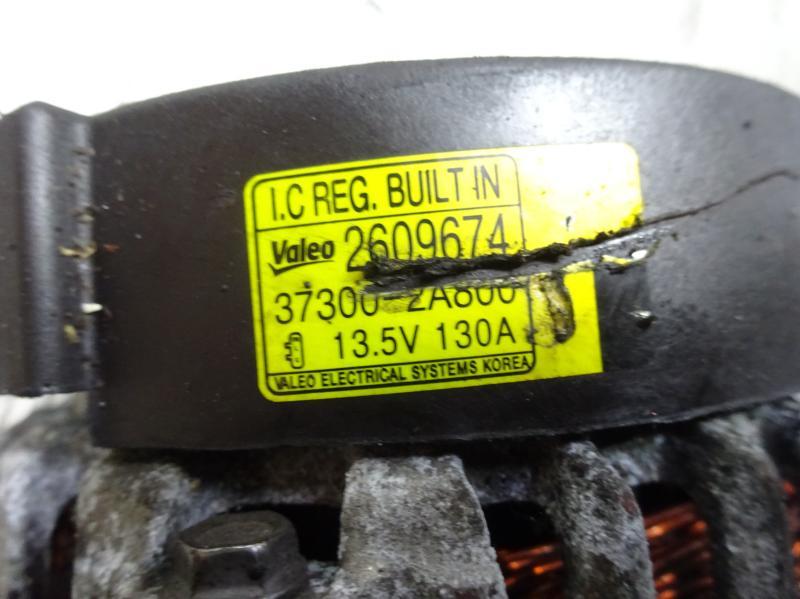 I.C REG. BUILT IN
Valeo 2609674
37300-2A800
13.5V 130A
VALEO ELECTRICAL SYSTEMS KOREA